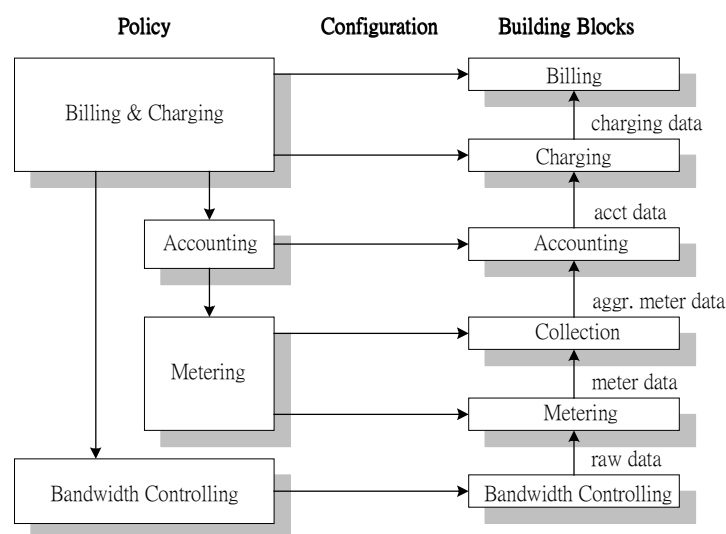 Policy Configuration Building Blocks
Billing & Charging
Billing
charging data
Charging
acct data
Accounting
Accounting
aggr. meter data
Collection
Metering
meter data
Metering
raw data
Bandwidth Controlling
Bandwidth Controlling